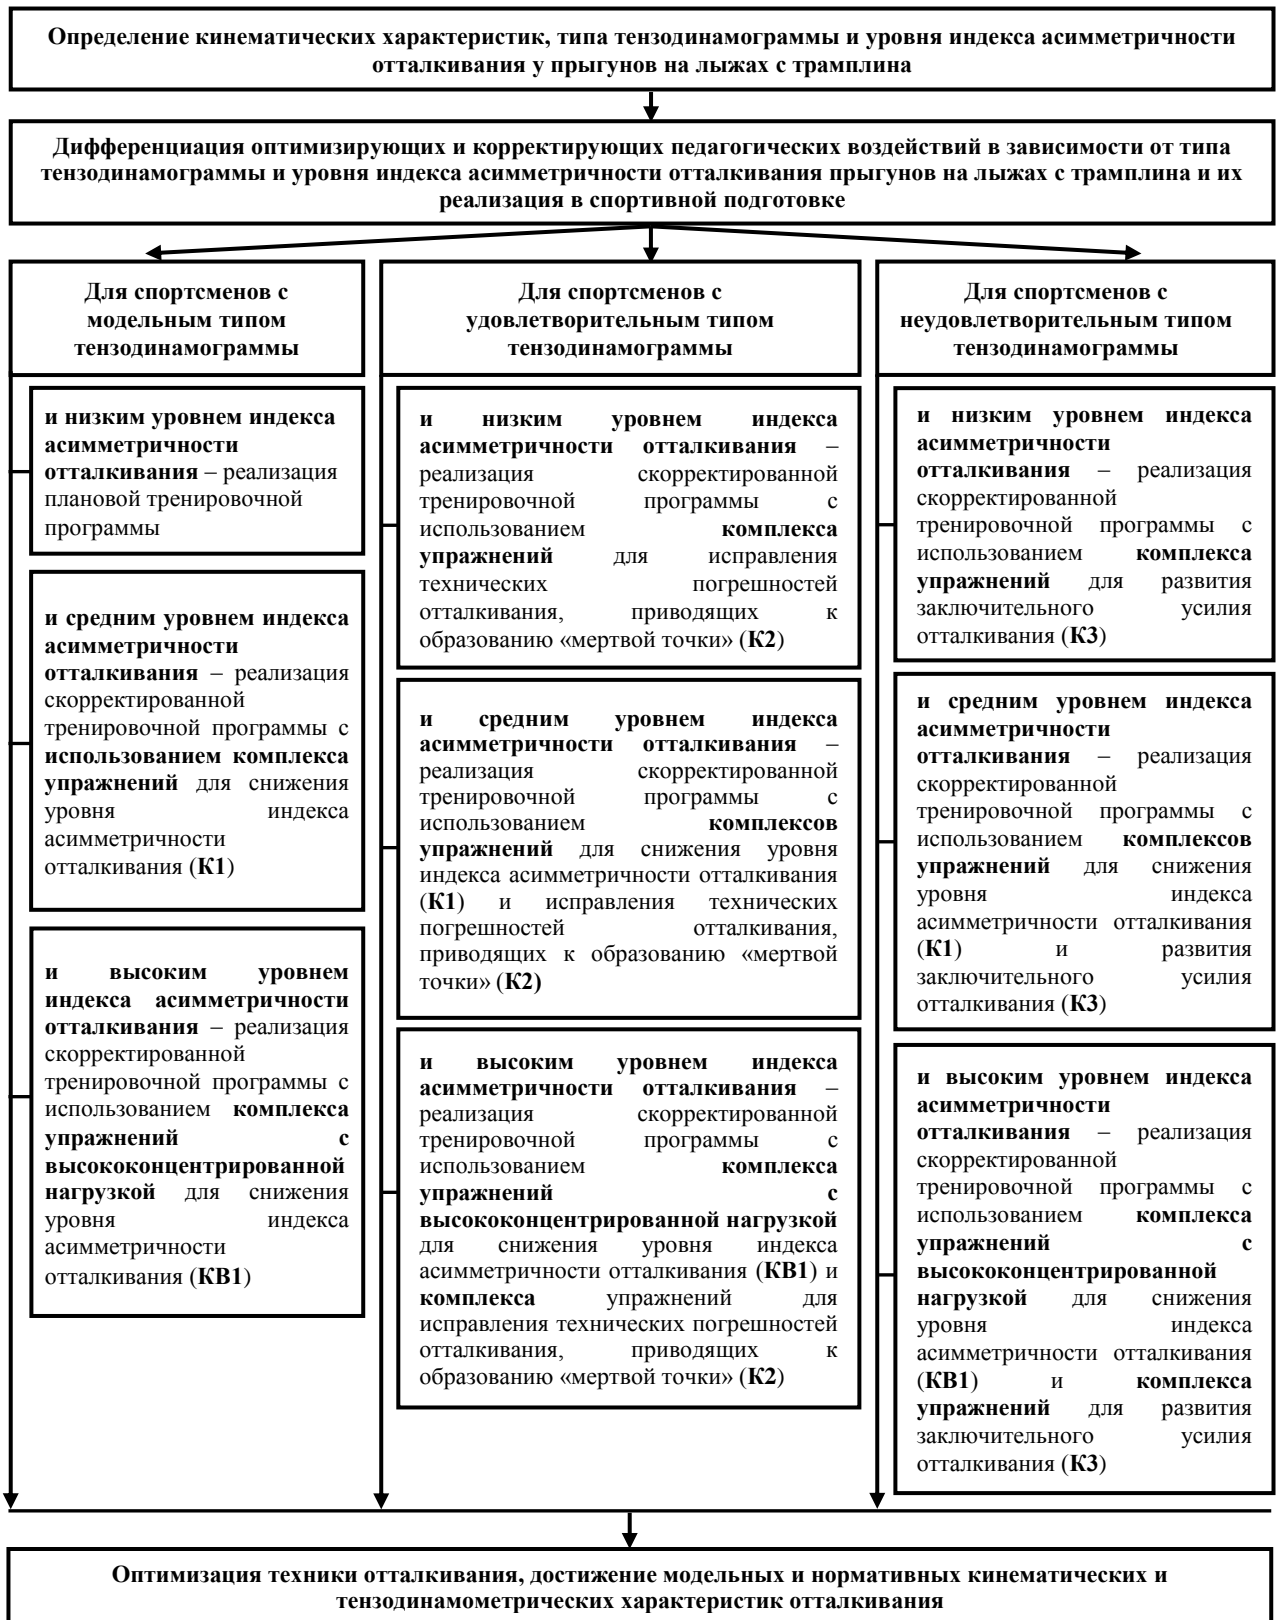 Определение кинематических характеристик, типа тензодинамограммы и уровня индекса асимметричности
отталкивания у прыгунов на лыжах с трамплина
Дифференциация оптимизирующих и корректирующих педагогических воздействий в зависимости от типа
тензодинамограммы и уровня индекса асимметричности отталкивания прыгунов на лыжах с трамплина и их
реализация в спортивной подготовке
Для спортсменов с
модельным типом
тензодинамограммы
и низким уровнем индекса
асимметричности
отталкивания – реализация
плановой тренировочной
программы
и средним уровнем индекса
асимметричности
отталкивания – реализация
скорректированной
тренировочной программы с
использованием комплекса
упражнений для снижения
уровня индекса
асимметричности
отталкивания (К1)
и высоким уровнем
индекса асимметричности
отталкивания – реализация
скорректированной
тренировочной программы с
использованием комплекса
упражнений с
высококонцентрированной
нагрузкой для снижения
уровня индекса
асимметричности
отталкивания (КВ1)
Для спортсменов с
удовлетворительным типом
тензодинамограммы
и низким уровнем индекса
асимметричности отталкивания –
реализация скорректированной
тренировочной программы с
использованием комплекса
упражнений для исправления
технических погрешностей
отталкивания, приводящих к
образованию «мертвой точки» (К2)
и средним уровнем индекса
асимметричности отталкивания –
реализация скорректированной
тренировочной программы с
использованием комплексов
упражнений для снижения уровня
индекса асимметричности отталкивания
(К1) и исправления технических
погрешностей отталкивания,
приводящих к образованию «мертвой
точки» (К2)
и высоким уровнем индекса
асимметричности отталкивания –
реализация скорректированной
тренировочной программы с
использованием комплекса
упражнений с
высококонцентрированной нагрузкой
для снижения уровня индекса
асимметричности отталкивания (КВ1) и
комплекса упражнений для
исправления технических погрешностей
отталкивания, приводящих к
образованию «мертвой точки» (К2)
Для спортсменов с
неудовлетворительным типом
тензодинамограммы
и низким уровнем индекса
асимметричности
отталкивания – реализация
скорректированной
тренировочной программы с
использованием комплекса
упражнений для развития
заключительного усилия
отталкивания (К3)
и средним уровнем индекса
асимметричности
отталкивания – реализация
скорректированной
тренировочной программы с
использованием комплексов
упражнений для снижения
уровня индекса
асимметричности отталкивания
(К1) и развития
заключительного усилия
отталкивания (К3)
и высоким уровнем индекса
асимметричности
отталкивания – реализация
скорректированной
тренировочной программы с
использованием комплекса
упражнений с
высококонцентрированной
нагрузкой для снижения
уровня индекса
асимметричности отталкивания
(КВ1) и комплекса
упражнений для развития
заключительного усилия
отталкивания (К3)
Оптимизация техники отталкивания, достижение модельных и нормативных кинематических и
тензодинамометрических характеристик отталкивания